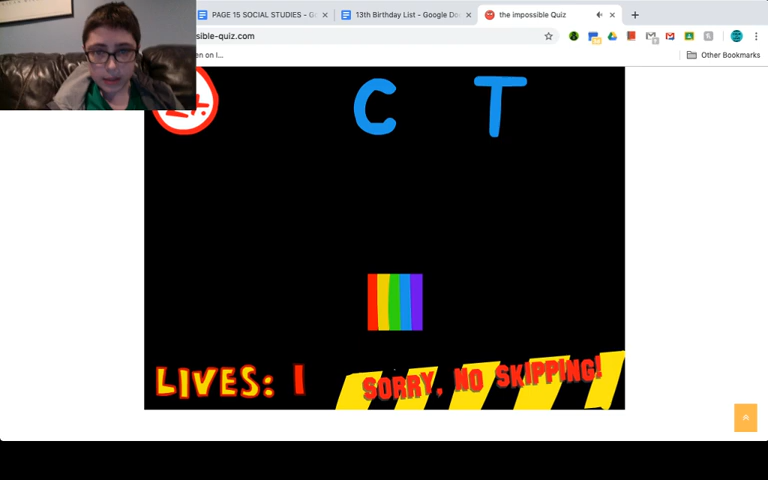 PAGE 15 SOCIAL STUDIES - G
13th Birthday List - Google Do
the impossible Quiz
sible-quiz.com
en on I...
Other Bookmarks
C T
LIVES: 1
SORRY, NO SKIPPING!